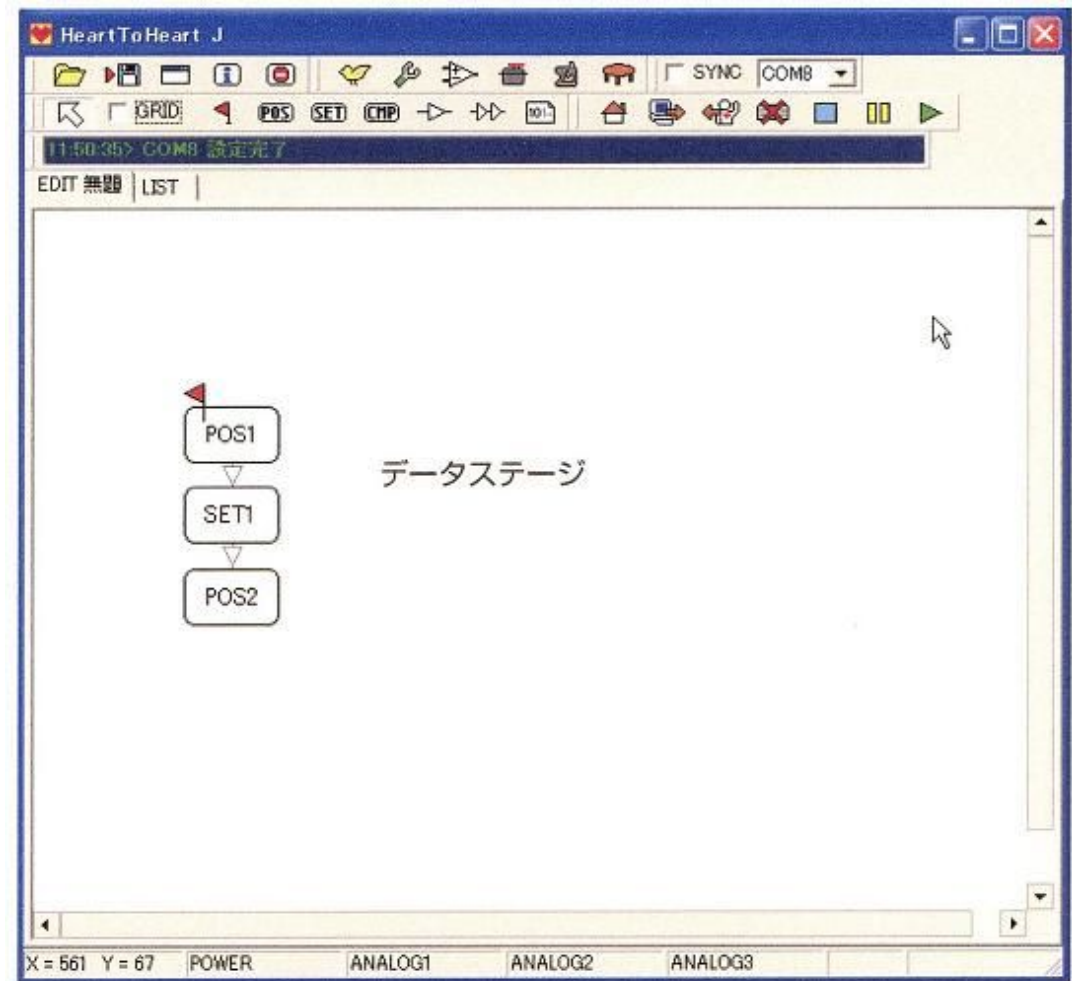 HeartToHeart J
SYNC COM8
GRID POS SET CMP 101..
11:50:35> COM8 設定完了
EDIT 無題 LIST
POS1
データステージ
SET1
POS2
X = 561 Y = 67 POWER ANALOG1 ANALOG2 ANALOG3